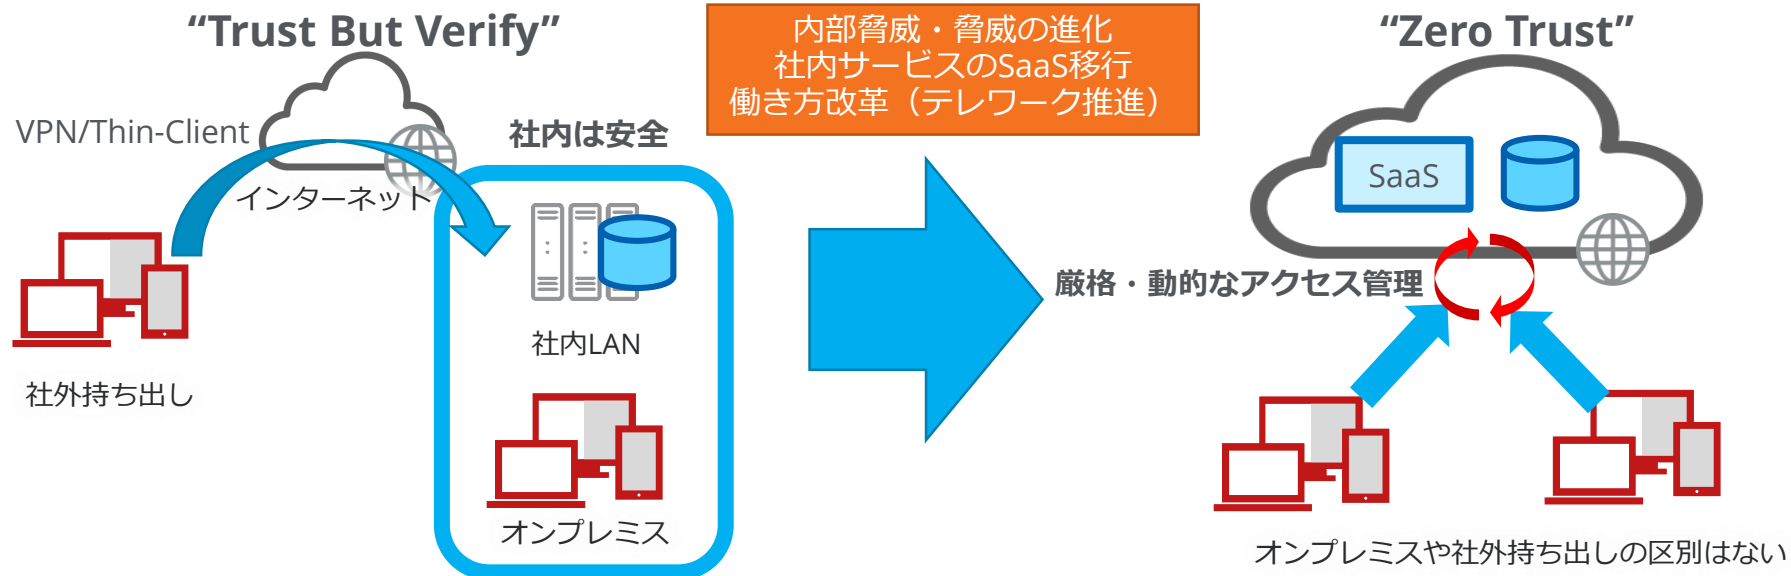 “Trust But Verify”
VPN/Thin-Client
インターネット
社内は安全
社外持ち出し
社内LAN
オンプレミス
内部脅威・脅威の進化
社内サービスのSaaS移行
働き方改革（テレワーク推進）
“Zero Trust”
SaaS
厳格・動的なアクセス管理
オンプレミスや社外持ち出しの区別はない